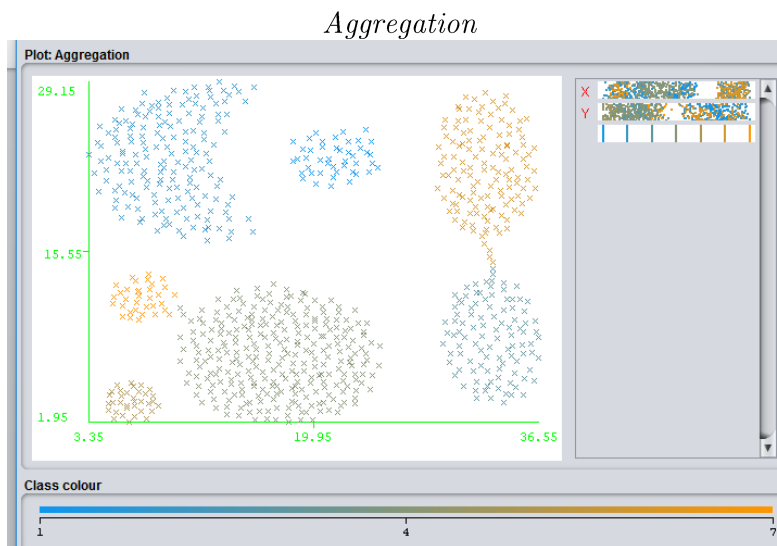 Aggregation
Plot: Aggregation
29.15
X
Y
15.55
1.95
3.35 19.95 36.55
Class colour
1 4 7